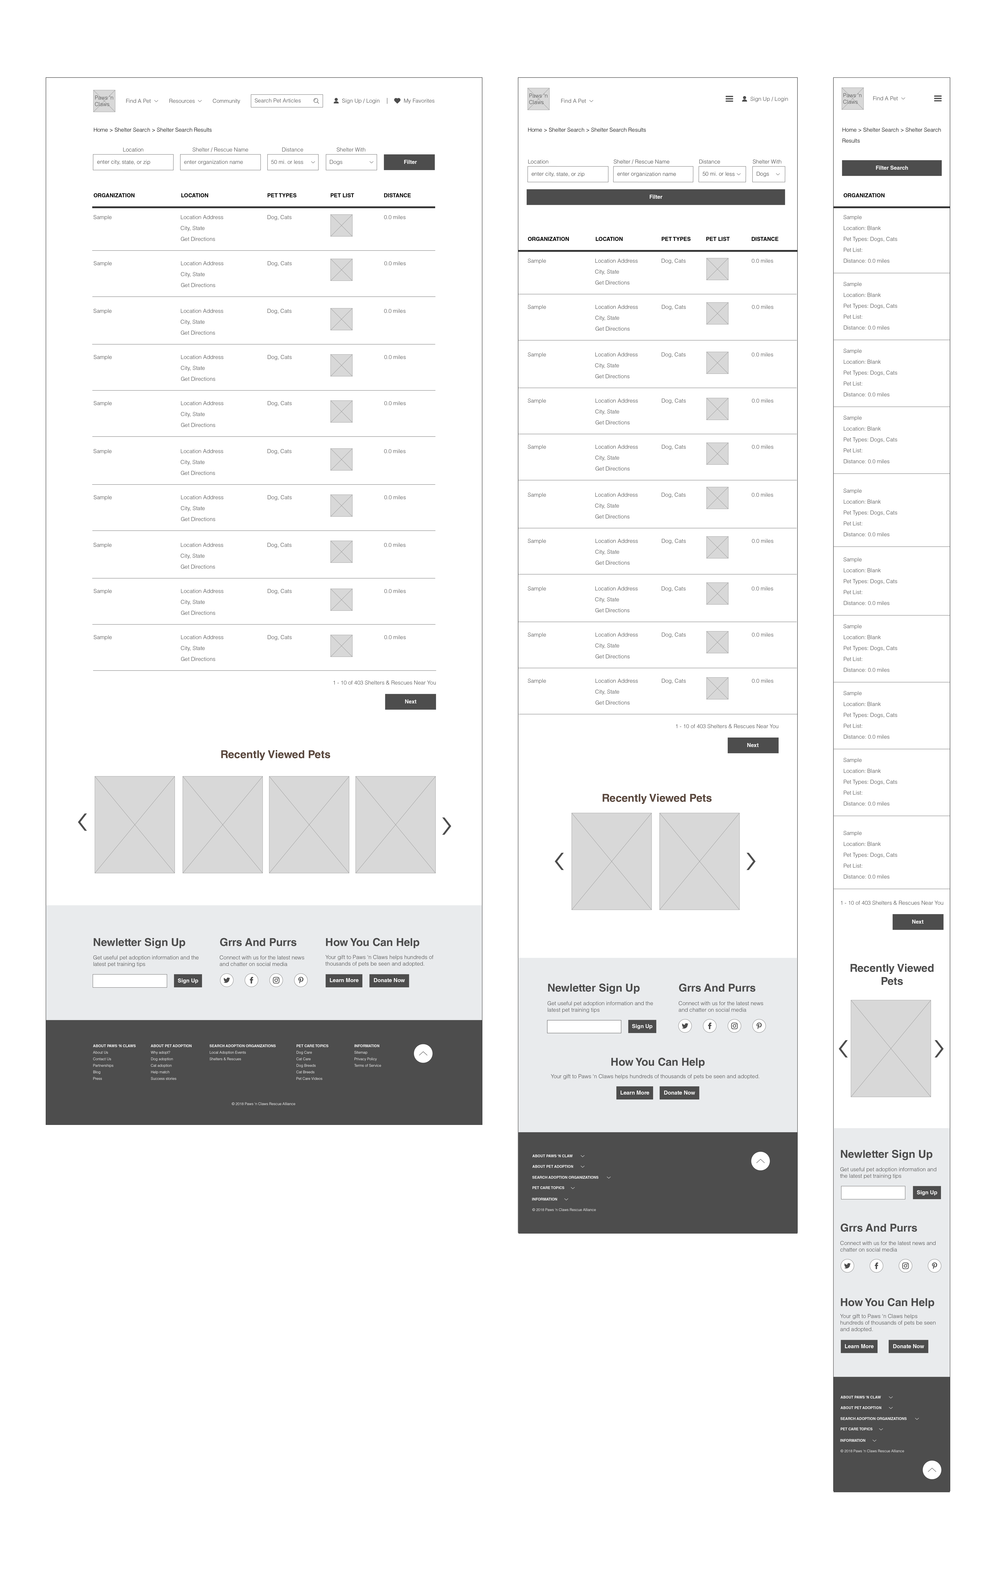 Paws 'n
Claws
Find A Pet
Resources
Community
Search Pet Articles
Sign Up / Login | My Favorites
Home > Shelter Search > Shelter Search Results
Location
Shelter / Rescue Name
Distance
Shelter With
enter city, state, or zip
enter organization name
50 mi. or less
Dogs
Filter
ORGANIZATION LOCATION PET TYPES PET LIST DISTANCE
Sample Location Address Dog, Cats 0.0 miles
City, State
Get Directions
Sample Location Address Dog, Cats 0.0 miles
City, State
Get Directions
Sample Location Address Dog, Cats 0.0 miles
City, State
Get Directions
Sample Location Address Dog, Cats 0.0 miles
City, State
Get Directions
Sample Location Address Dog, Cats 0.0 miles
City, State
Get Directions
Sample Location Address Dog, Cats 0.0 miles
City, State
Get Directions
Sample Location Address Dog, Cats 0.0 miles
City, State
Get Directions
Sample Location Address Dog, Cats 0.0 miles
City, State
Get Directions
Sample Location Address Dog, Cats 0.0 miles
City, State
Get Directions
Sample Location Address Dog, Cats 0.0 miles
City, State
Get Directions
1 - 10 of 403 Shelters & Rescues Near You
Next
Recently Viewed Pets
Newletter Sign Up
Get useful pet adoption information and the
latest pet training tips
Sign Up
Grrs And Purrs
Connect with us for the latest news
and chatter on social media
How You Can Help
Your gift to Paws 'n Claws helps hundreds of
thousands of pets be seen and adopted.
Learn More
Donate Now
ABOUT PAWS 'N CLAWS
About Us
Contact Us
Partnerships
Blog
Press
ABOUT PET ADOPTION
Why adopt?
Dog adoption
Cat adoption
Help match
Success stories
SEARCH ADOPTION ORGANIZATIONS
Local Adoption Events
Shelters & Rescues
PET CARE TOPICS
Dog Care
Cat Care
Dog Breeds
Cat Breeds
Pet Care Videos
INFORMATION
Sitemap
Privacy Policy
Terms of Service
© 2018 Paws 'n Claws Rescue Alliance
Paws 'n
Claws
Find A Pet
Sign Up / Login
Home > Shelter Search > Shelter Search Results
Location
Shelter / Rescue Name
Distance
Shelter With
enter city, state, or zip
enter organization name
50 mi. or less
Dogs
Filter
ORGANIZATION LOCATION PET TYPES PET LIST DISTANCE
Sample Location Address Dog, Cats 0.0 miles
City, State
Get Directions
Sample Location Address Dog, Cats 0.0 miles
City, State
Get Directions
Sample Location Address Dog, Cats 0.0 miles
City, State
Get Directions
Sample Location Address Dog, Cats 0.0 miles
City, State
Get Directions
Sample Location Address Dog, Cats 0.0 miles
City, State
Get Directions
Sample Location Address Dog, Cats 0.0 miles
City, State
Get Directions
Sample Location Address Dog, Cats 0.0 miles
City, State
Get Directions
Sample Location Address Dog, Cats 0.0 miles
City, State
Get Directions
Sample Location Address Dog, Cats 0.0 miles
City, State
Get Directions
Sample Location Address Dog, Cats 0.0 miles
City, State
Get Directions
1 - 10 of 403 Shelters & Rescues Near You
Next
Recently Viewed Pets
Newletter Sign Up
Get useful pet adoption information and the
latest pet training tips
Sign Up
Grrs And Purrs
Connect with us for the latest news
and chatter on social media
How You Can Help
Your gift to Paws 'n Claws helps hundreds of thousands of pets be seen and adopted.
Learn More
Donate Now
ABOUT PAWS 'N CLAW
ABOUT PET ADOPTION
SEARCH ADOPTION ORGANIZATIONS
PET CARE TOPICS
INFORMATION
© 2018 Paws 'n Claws Rescue Alliance
Paws 'n
Claws
Find A Pet
Home > Shelter Search > Shelter Search
Results
Filter Search
ORGANIZATION
Sample
Location: Blank
Pet Types: Dogs, Cats
Pet List:
Distance: 0.0 miles
Sample
Location: Blank
Pet Types: Dogs, Cats
Pet List:
Distance: 0.0 miles
Sample
Location: Blank
Pet Types: Dogs, Cats
Pet List:
Distance: 0.0 miles
Sample
Location: Blank
Pet Types: Dogs, Cats
Pet List:
Distance: 0.0 miles
Sample
Location: Blank
Pet Types: Dogs, Cats
Pet List:
Distance: 0.0 miles
Sample
Location: Blank
Pet Types: Dogs, Cats
Pet List:
Distance: 0.0 miles
Sample
Location: Blank
Pet Types: Dogs, Cats
Pet List:
Distance: 0.0 miles
Sample
Location: Blank
Pet Types: Dogs, Cats
Pet List:
Distance: 0.0 miles
Sample
Location: Blank
Pet Types: Dogs, Cats
Pet List:
Distance: 0.0 miles
Sample
Location: Blank
Pet Types: Dogs, Cats
Pet List:
Distance: 0.0 miles
1 - 10 of 403 Shelters & Rescues Near You
Next
Recently Viewed
Pets
Newletter Sign Up
Get useful pet adoption information and
the latest pet training tips
Sign Up
Grrs And Purrs
Connect with us for the latest news and
chatter on social media
How You Can Help
Your gift to Paws 'n Claws helps
hundreds of thousands of pets be seen
and adopted.
Learn More
Donate Now
ABOUT PAWS 'N CLAW
ABOUT PET ADOPTION
SEARCH ADOPTION ORGANIZATIONS
PET CARE TOPICS
INFORMATION
© 2018 Paws 'n Claws Rescue Alliance